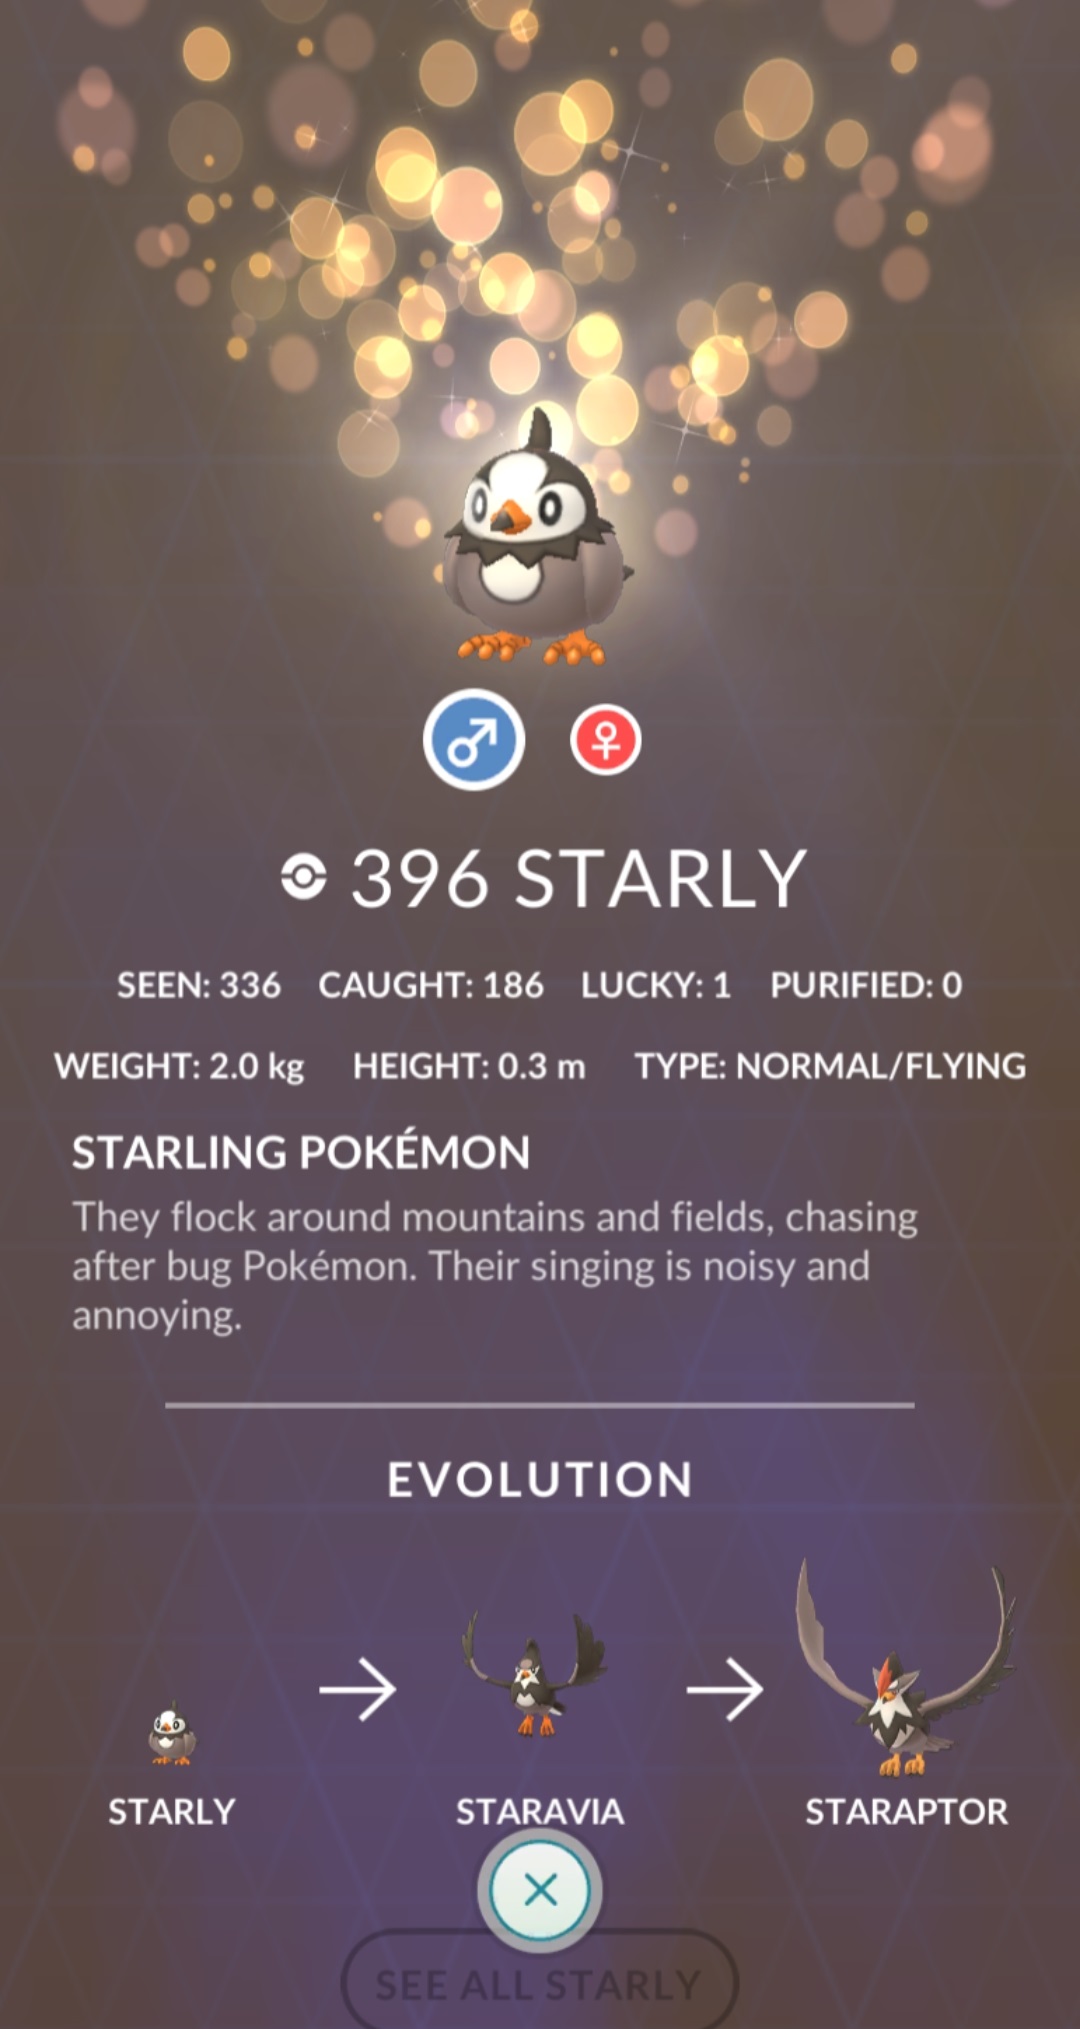 396 STARLY
SEEN: 336 CAUGHT: 186 LUCKY: 1 PURIFIED: 0
WEIGHT: 2.0 kg HEIGHT: 0.3 m TYPE: NORMAL/FLYING
STARLING POKÉMON
They flock around mountains and fields, chasing
after bug Pokémon. Their singing is noisy and
annoying.
EVOLUTION
STARLY STARAVIA STARAPTOR
SEE ALL STARLY